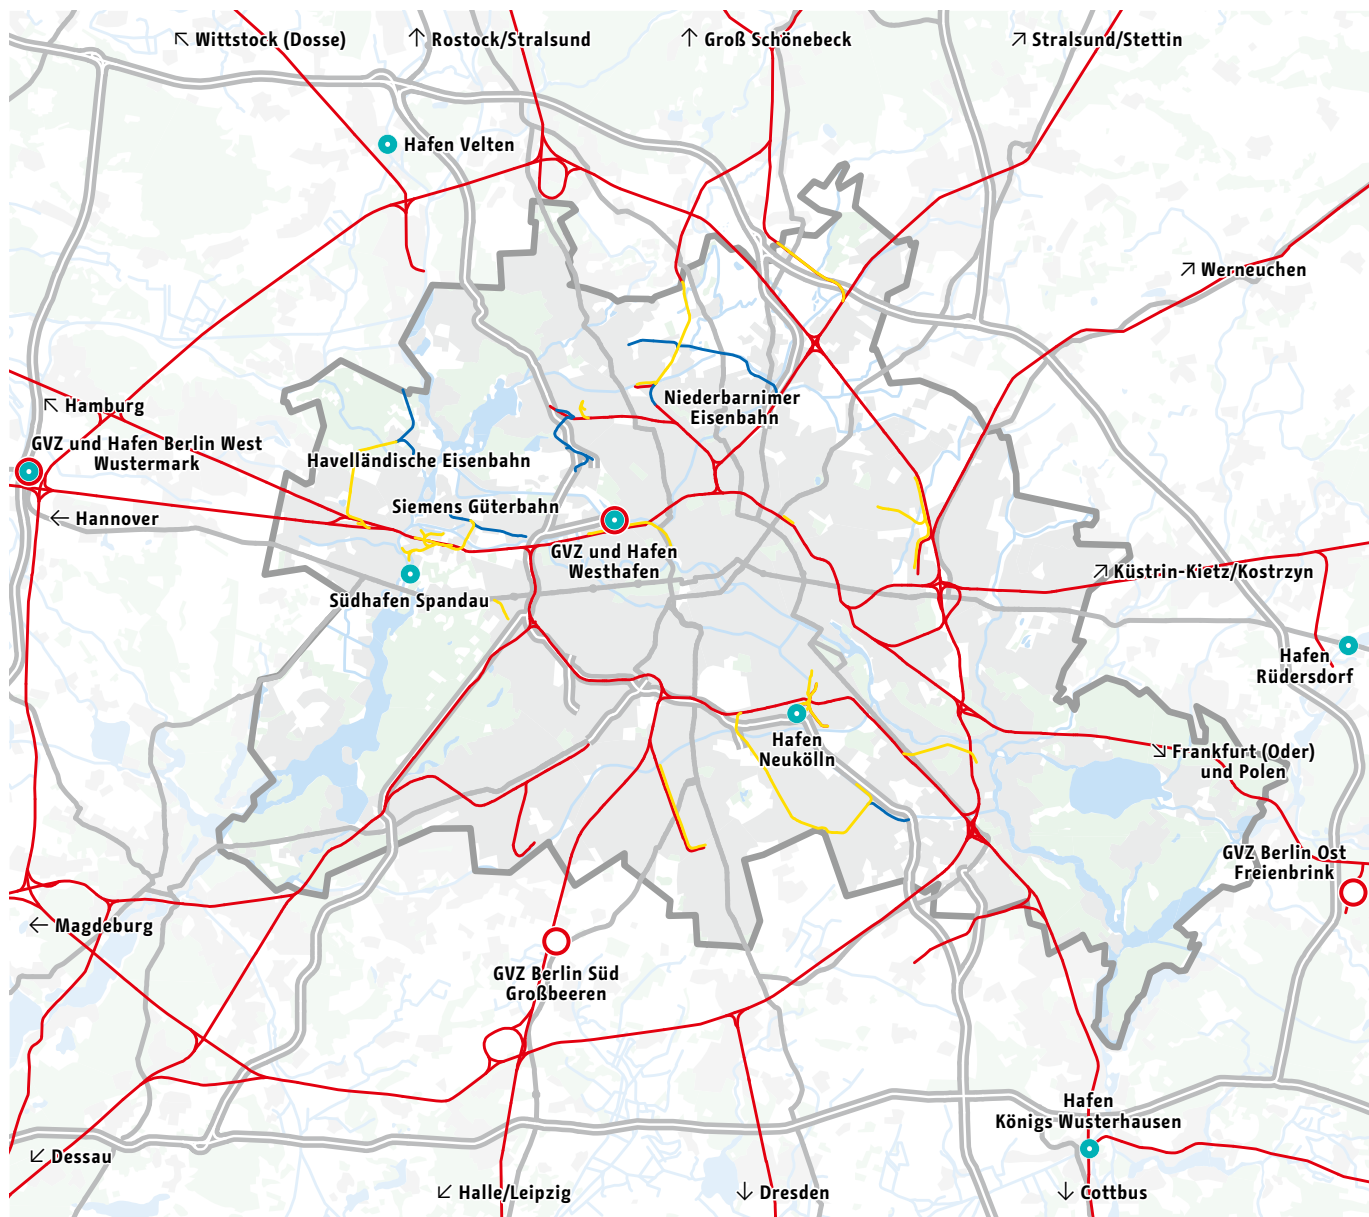 ↖ Wittstock (Dosse)
↑ Rostock/Stralsund
↑ Groß Schönebeck
↗ Stralsund/Stettin
Hafen Velten
↗ Werneuchen
↖ Hamburg
Niederbarnimer
Eisenbahn
GVZ und Hafen Berlin West
Wustermark
Havelländische Eisenbahn
Siemens Güterbahn
← Hannover
GVZ und Hafen
Westhafen
↗ Küstrin-Kietz/Kostrzyn
Südhafen Spandau
Hafen
Rüdersdorf
Hafen
Neukölln
↘ Frankfurt (Oder)
und Polen
GVZ Berlin Ost
Freienbrink
← Magdeburg
GVZ Berlin Süd
Großbeeren
Hafen
Königs Wusterhausen
↙ Dessau
↙ Halle/Leipzig
↓ Dresden
↓ Cottbus